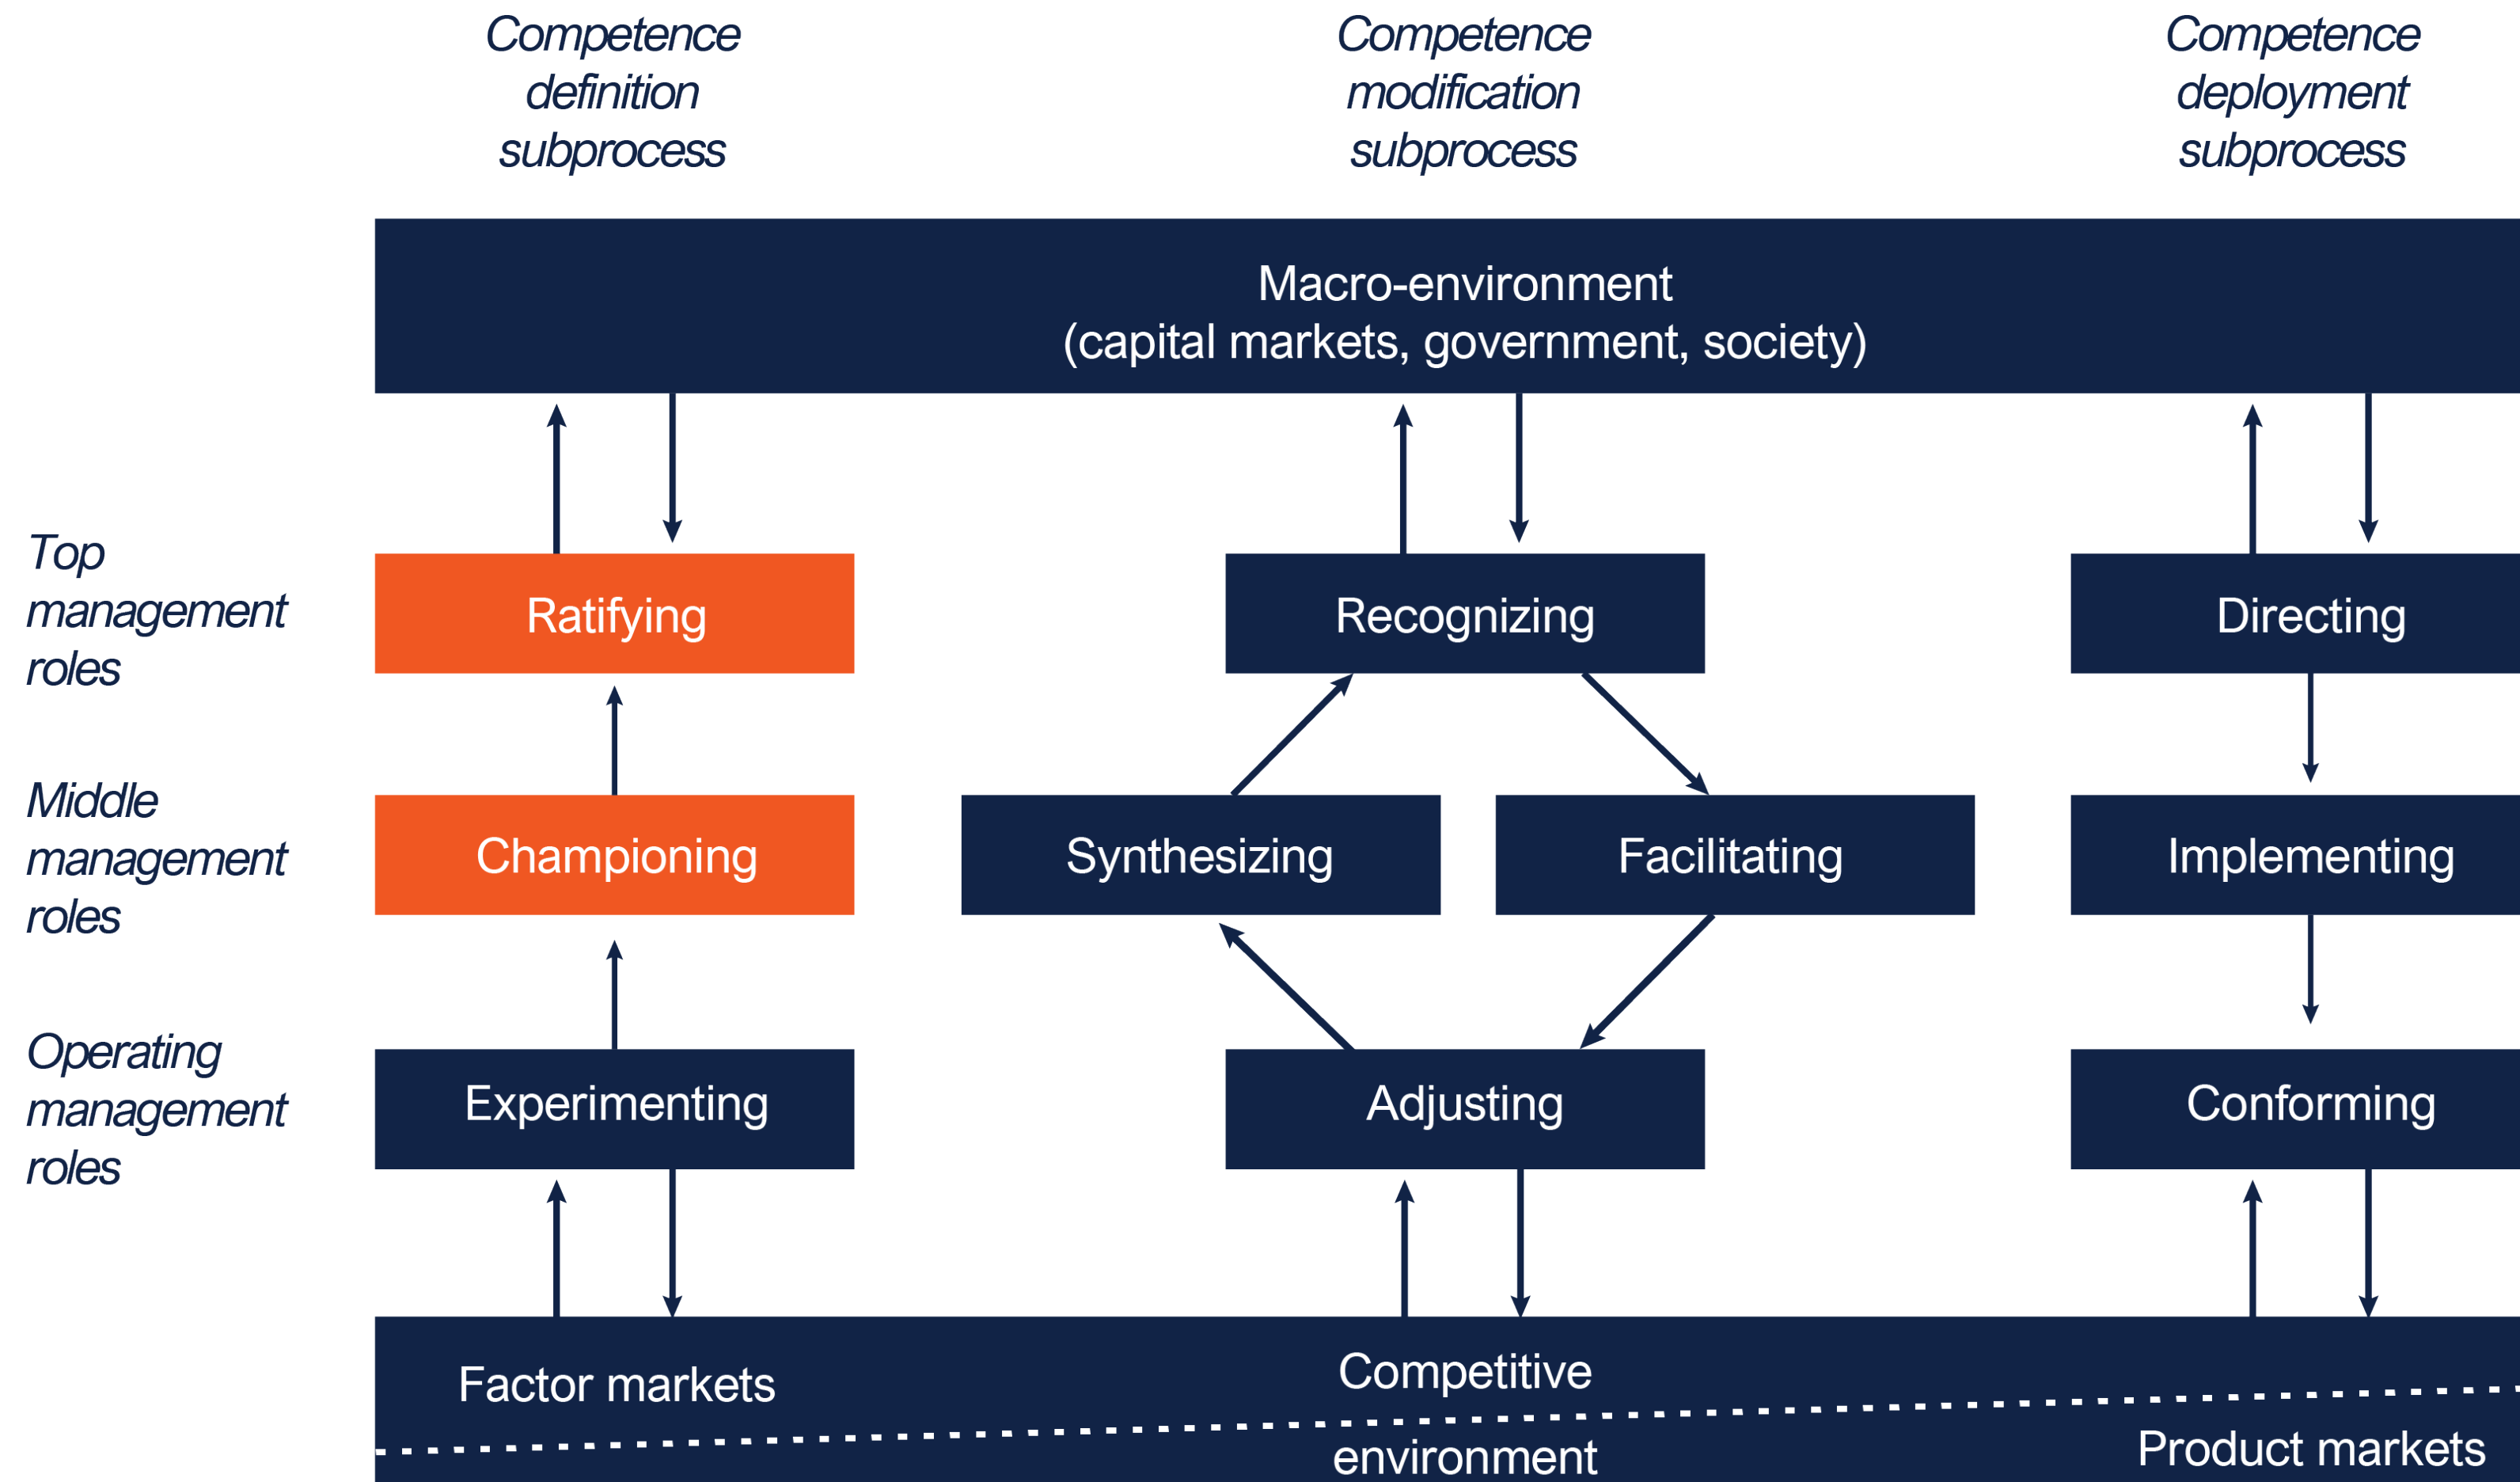 Competence
definition
subprocess
Competence
modification
subprocess
Competence
deployment
subprocess
Macro-environment
(capital markets, government, society)
Top
management
roles
Ratifying
Recognizing
Directing
Middle
management
roles
Championing
Synthesizing
Facilitating
Implementing
Operating
management
roles
Experimenting
Adjusting
Conforming
Factor markets
Competitive
environment
Product markets